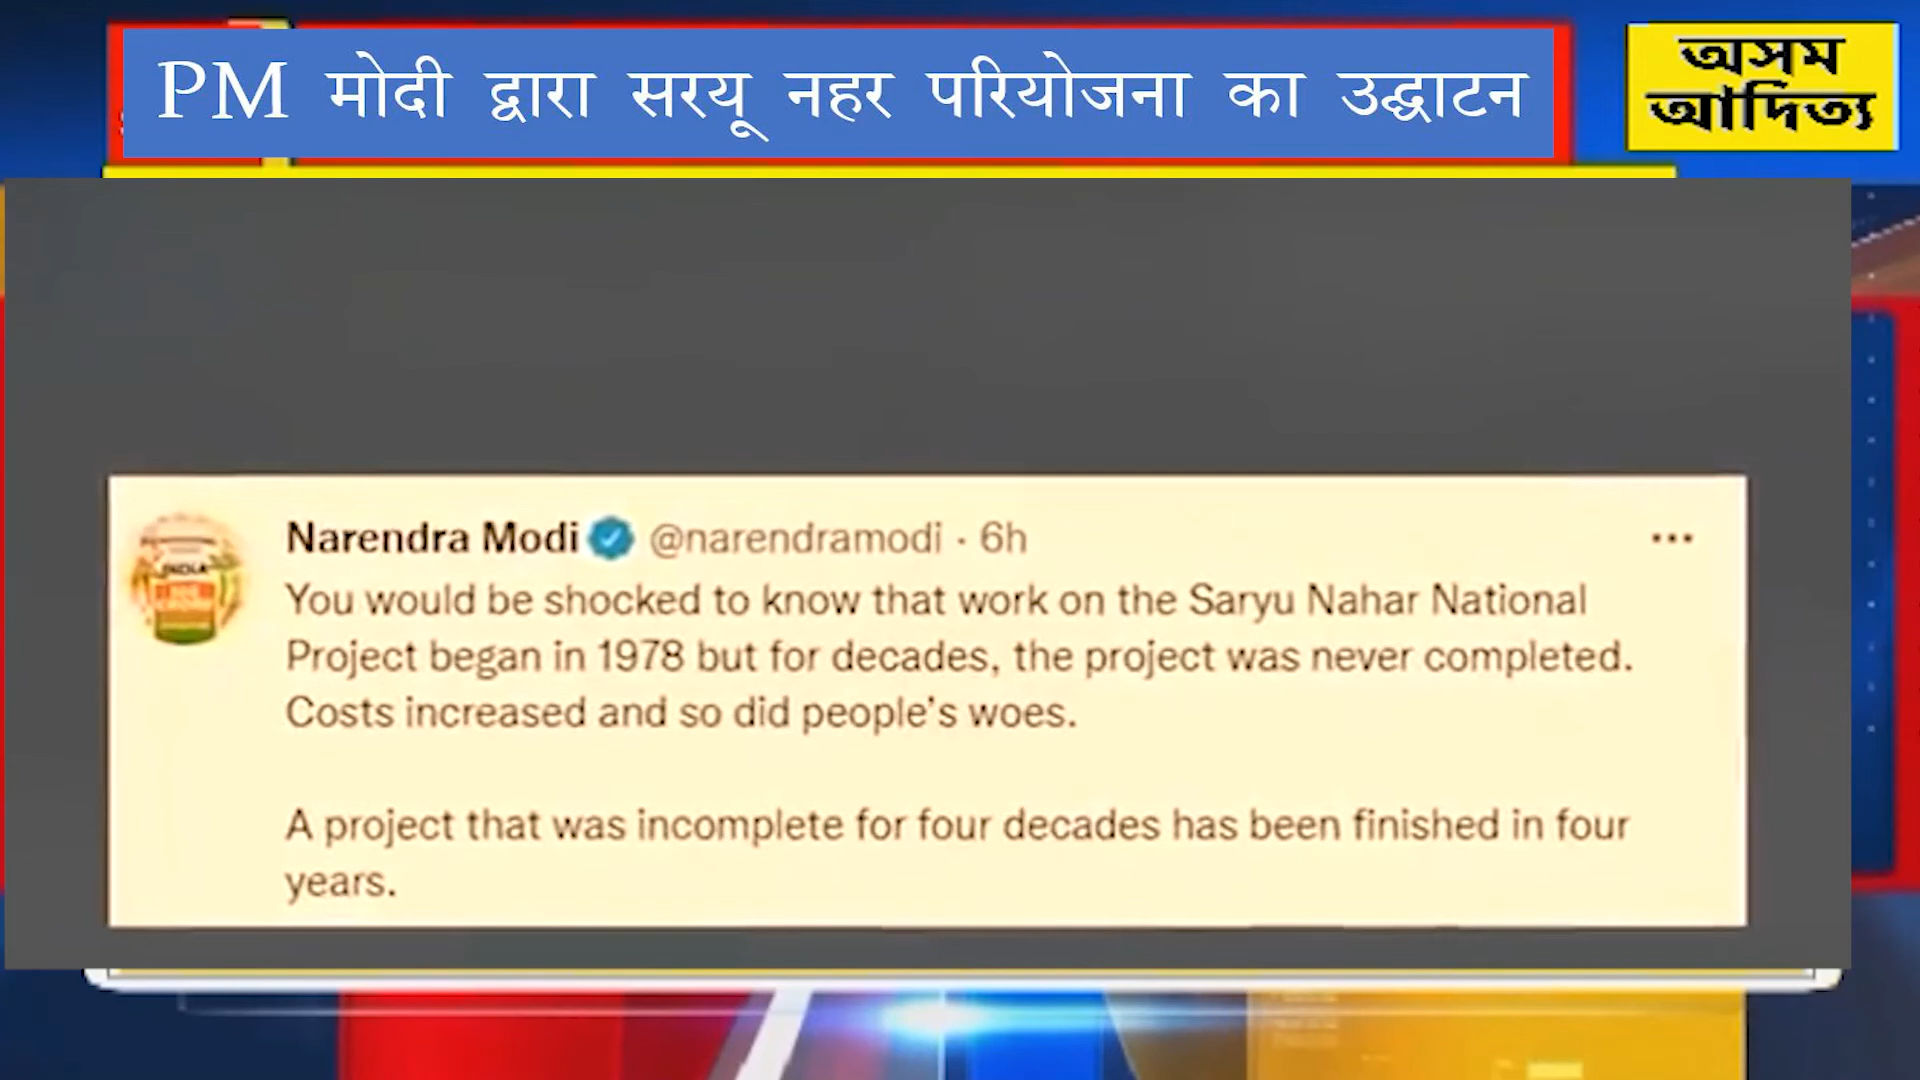 PM मोदी द्वारा सरयू नहर परियोजना का उद्घाटन
অসম
আদিত্য
Narendra Modi @narendramodi · 6h
You would be shocked to know that work on the Saryu Nahar National
Project began in 1978 but for decades, the project was never completed.
Costs increased and so did people's woes.
A project that was incomplete for four decades has been finished in four
years.